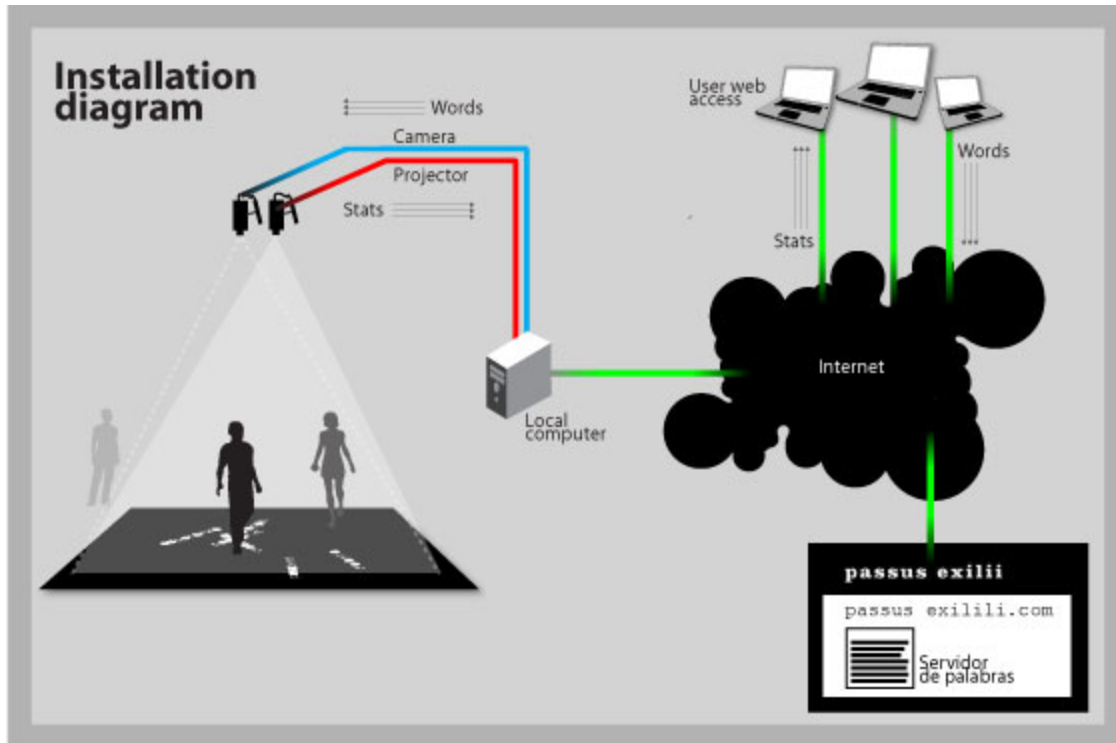 Installation
diagram
Words
Camera
Projector
Stats
User web
access
Words
Stats
Internet
Local
computer
passus exilii
passus exilili.com
Servidor
de palabras